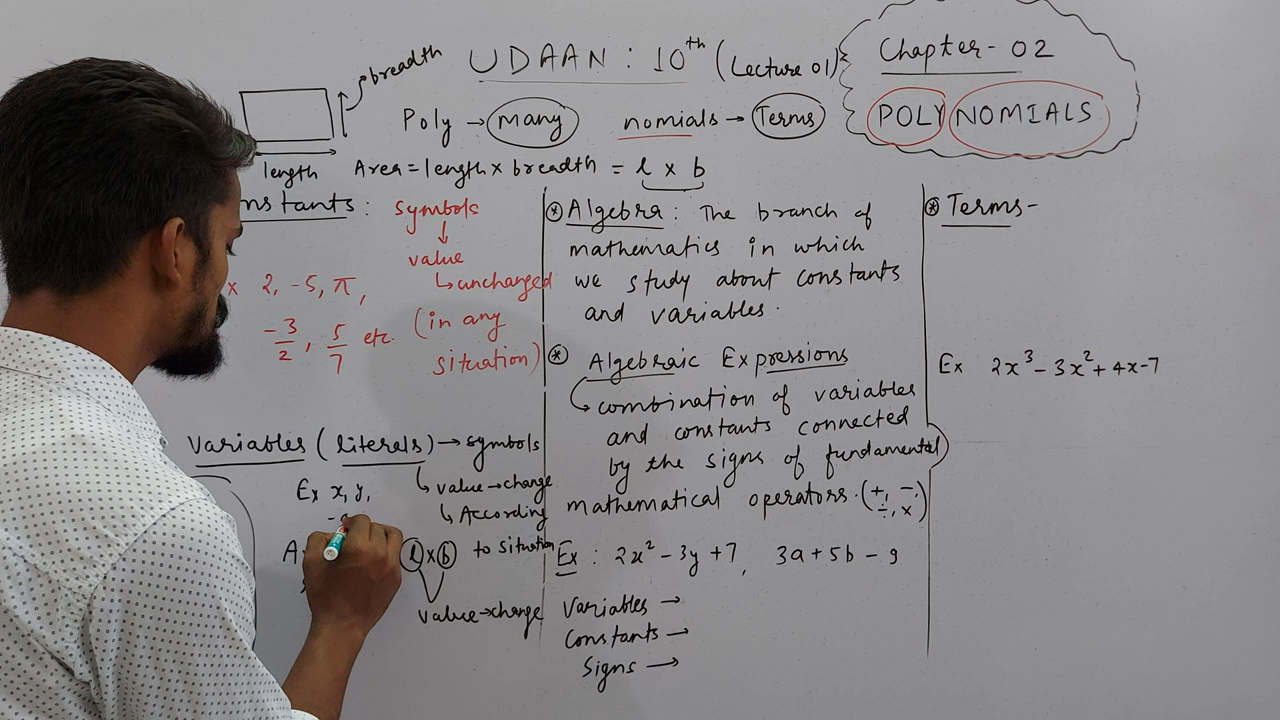 UDAAN : 10th (Lecture 01)
Chapter- 02
POLYNOMIALS
breadth
length
Poly → many nomials → Terms
Area = length × breadth = l × b
nstants :
symbols
↓
value
↳ unchanged
(in any
situation)
x 2, -5, π,
-3/2, 5/7 etc.
Variables (literals) → symbols
↳ value → change
↳ According
to situation
Ex x, y,
A
l × b
value → change
* Algebra : The branch of
mathematics in which
we study about constants
and variables.
* Algebraic Expressions
↳ combination of variables
and constants connected
by the signs of fundamental
mathematical operators. (+, -, ÷, ×)
Ex : 2x² - 3y + 7, 3a + 5b - 9
Variables →
Constants →
Signs →
* Terms-
Ex 2x³ - 3x² + 4x - 7